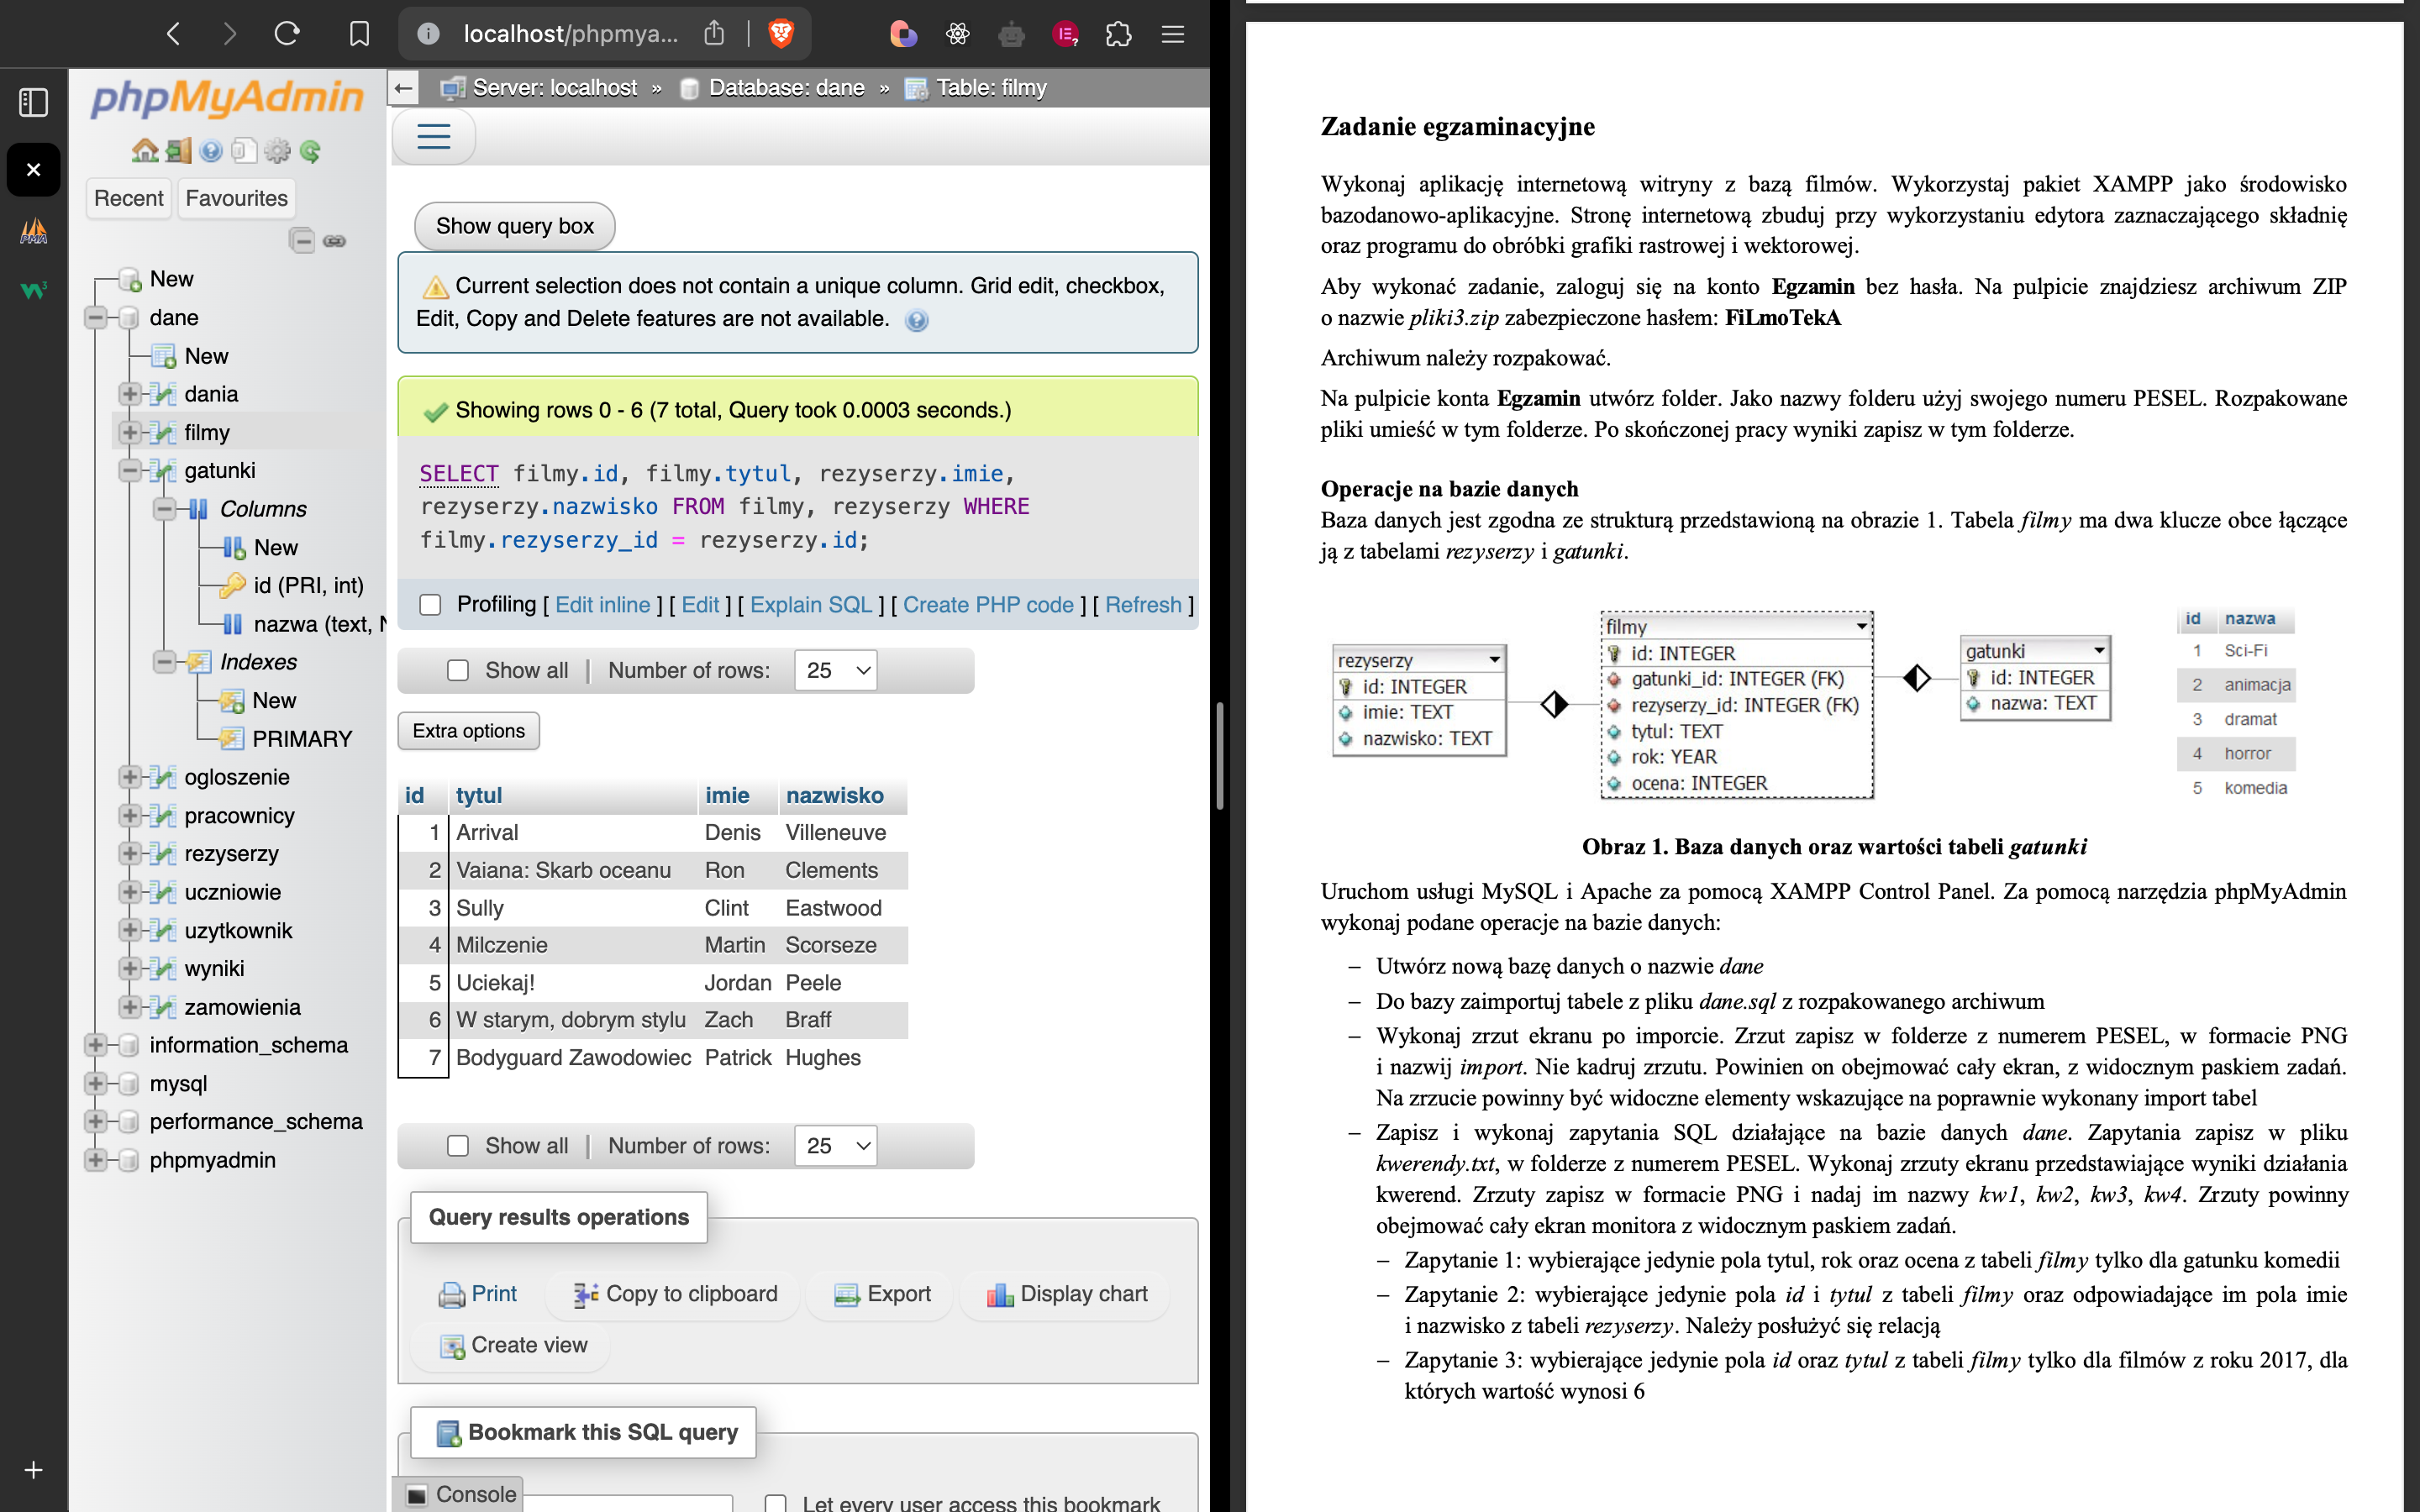 localhost/phpmya...
phpMyAdmin
Recent
Favourites
New
dane
New
dania
filmy
gatunki
Columns
New
id (PRI, int)
nazwa (text, N
Indexes
New
PRIMARY
ogloszenie
pracownicy
rezyserzy
uczniowie
uzytkownik
wyniki
zamowienia
information_schema
mysql
performance_schema
phpmyadmin
Server: localhost » Database: dane » Table: filmy
Show query box
Current selection does not contain a unique column. Grid edit, checkbox,
Edit, Copy and Delete features are not available.
Showing rows 0 - 6 (7 total, Query took 0.0003 seconds.)
SELECT filmy.id, filmy.tytul, rezyserzy.imie,
rezyserzy.nazwisko FROM filmy, rezyserzy WHERE
filmy.rezyserzy_id = rezyserzy.id;
Profiling [ Edit inline ] [ Edit ] [ Explain SQL ] [ Create PHP code ] [ Refresh ]
Show all | Number of rows: 25
Extra options
id tytul imie nazwisko
1 Arrival Denis Villeneuve
2 Vaiana: Skarb oceanu Ron Clements
3 Sully Clint Eastwood
4 Milczenie Martin Scorseze
5 Uciekaj! Jordan Peele
6 W starym, dobrym stylu Zach Braff
7 Bodyguard Zawodowiec Patrick Hughes
Show all | Number of rows: 25
Query results operations
Print Copy to clipboard Export Display chart
Create view
Bookmark this SQL query
Console
Let every user access this bookmark
Zadanie egzaminacyjne
Wykonaj aplikację internetową witryny z bazą filmów. Wykorzystaj pakiet XAMPP jako środowisko
bazodanowo-aplikacyjne. Stronę internetową zbuduj przy wykorzystaniu edytora zaznaczającego składnię
oraz programu do obróbki grafiki rastrowej i wektorowej.
Aby wykonać zadanie, zaloguj się na konto Egzamin bez hasła. Na pulpicie znajdziesz archiwum ZIP
o nazwie pliki3.zip zabezpieczone hasłem: FiLmoTekA
Archiwum należy rozpakować.
Na pulpicie konta Egzamin utwórz folder. Jako nazwy folderu użyj swojego numeru PESEL. Rozpakowane
pliki umieść w tym folderze. Po skończonej pracy wyniki zapisz w tym folderze.
Operacje na bazie danych
Baza danych jest zgodna ze strukturą przedstawioną na obrazie 1. Tabela filmy ma dwa klucze obce łączące
ją z tabelami rezyserzy i gatunki.
rezyserzy
id: INTEGER
imie: TEXT
nazwisko: TEXT
filmy
id: INTEGER
gatunki_id: INTEGER (FK)
rezyserzy_id: INTEGER (FK)
tytul: TEXT
rok: YEAR
ocena: INTEGER
gatunki
id: INTEGER
nazwa: TEXT
id nazwa
1 Sci-Fi
2 animacja
3 dramat
4 horror
5 komedia
Obraz 1. Baza danych oraz wartości tabeli gatunki
Uruchom usługi MySQL i Apache za pomocą XAMPP Control Panel. Za pomocą narzędzia phpMyAdmin
wykonaj podane operacje na bazie danych:
– Utwórz nową bazę danych o nazwie dane
– Do bazy zaimportuj tabele z pliku dane.sql z rozpakowanego archiwum
– Wykonaj zrzut ekranu po imporcie. Zrzut zapisz w folderze z numerem PESEL, w formacie PNG
i nazwij import. Nie kadruj zrzutu. Powinien on obejmować cały ekran, z widocznym paskiem zadań.
Na zrzucie powinny być widoczne elementy wskazujące na poprawnie wykonany import tabel
– Zapisz i wykonaj zapytania SQL działające na bazie danych dane. Zapytania zapisz w pliku
kwerendy.txt, w folderze z numerem PESEL. Wykonaj zrzuty ekranu przedstawiające wyniki działania
kwerend. Zrzuty zapisz w formacie PNG i nadaj im nazwy kw1, kw2, kw3, kw4. Zrzuty powinny
obejmować cały ekran monitora z widocznym paskiem zadań.
– Zapytanie 1: wybierające jedynie pola tytul, rok oraz ocena z tabeli filmy tylko dla gatunku komedii
– Zapytanie 2: wybierające jedynie pola id i tytul z tabeli filmy oraz odpowiadające im pola imie
i nazwisko z tabeli rezyserzy. Należy posłużyć się relacją
– Zapytanie 3: wybierające jedynie pola id oraz tytul z tabeli filmy tylko dla filmów z roku 2017, dla
których wartość wynosi 6